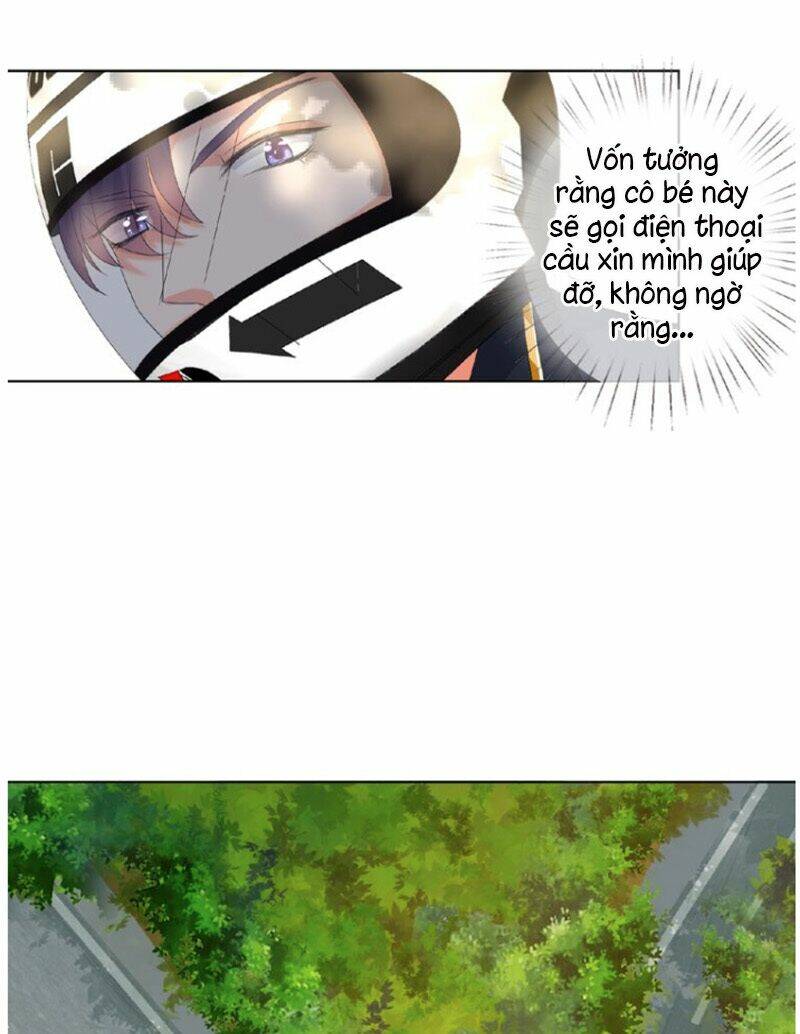 H
Vốn tưởng
rằng cô bé này
sẽ gọi điện thoại
cầu xin mình giúp
đỡ, không ngờ
rằng...